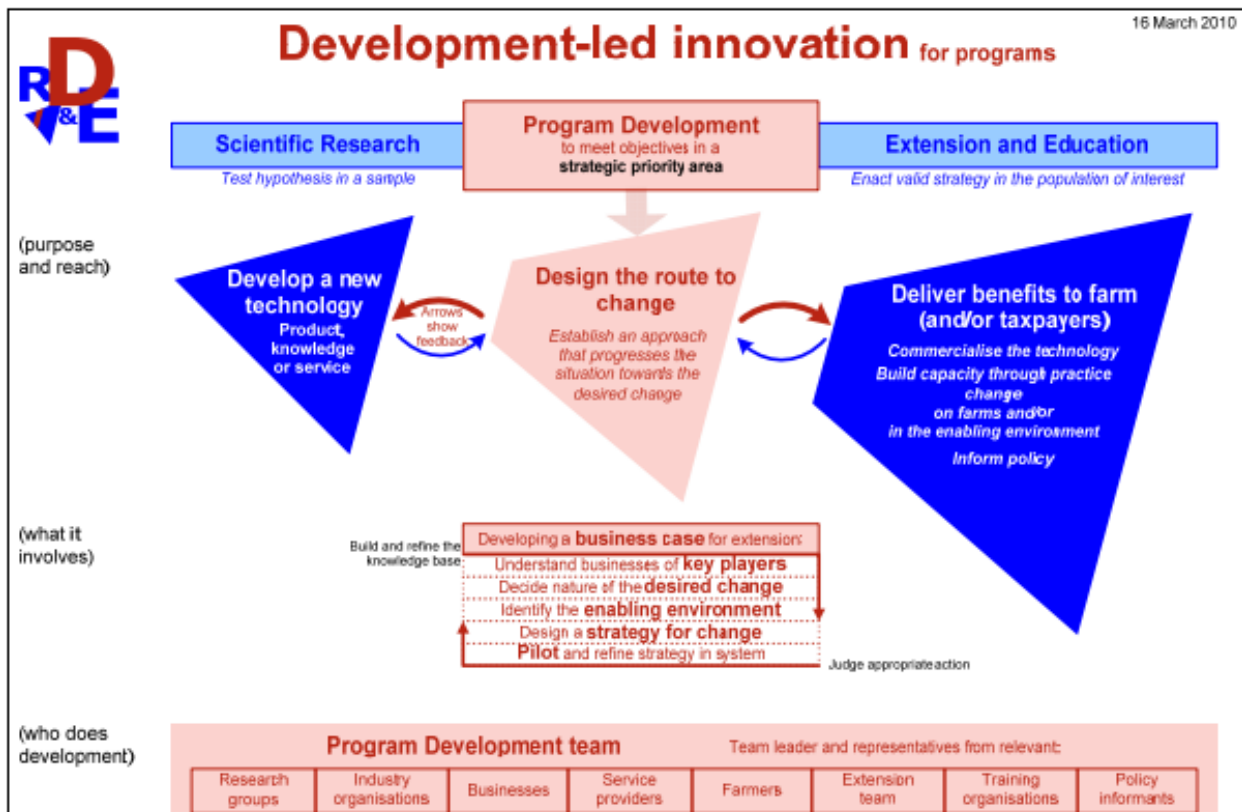 16 March 2010
R D & E
Development-led innovation for programs
Scientific Research
Test hypothesis in a sample
Program Development
to meet objectives in a
strategic priority area
Extension and Education
Enact valid strategy in the population of interest
(purpose
and reach)
Develop a new
technology
Product,
knowledge
or service
Arrows
show
feedback
Design the route to
change
Establish an approach
that progresses the
situation towards the
desired change
Deliver benefits to farm
(and/or taxpayers)
Commercialise the technology
Build capacity through practice
change
on farms and/or
in the enabling environment
Inform policy
(what it
involves)
Build and refine the
knowledge base
Developing a business case for extension:
Understand businesses of key players
Decide nature of the desired change
Identify the enabling environment
Design a strategy for change
Pilot and refine strategy in system
Judge appropriate action
(who does
development)
Program Development team
Team leader and representatives from relevant:
Research
groups
Industry
organisations
Businesses
Service
providers
Farmers
Extension
team
Training
organisations
Policy
informants